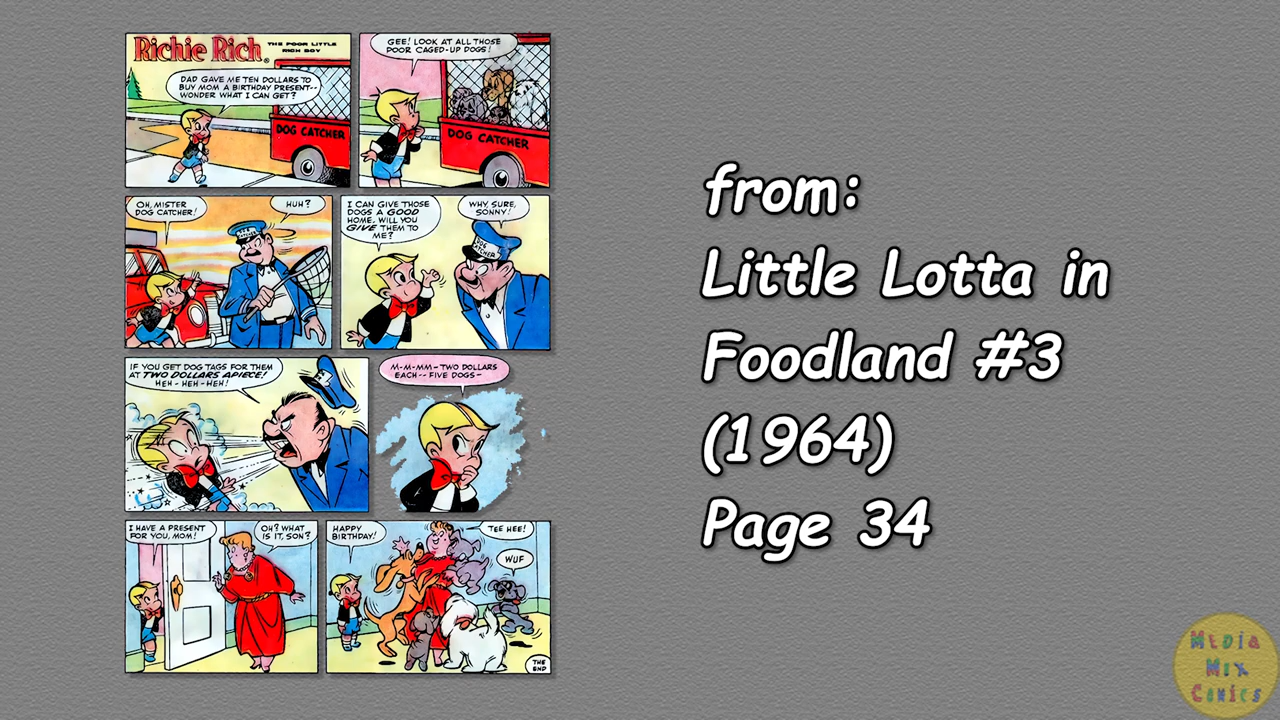 Richie Rich®
THE POOR LITTLE
RICH BOY
DAD GAVE ME TEN DOLLARS TO
BUY MOM A BIRTHDAY PRESENT--
WONDER WHAT I CAN GET?
DOG CATCHER
GEE! LOOK AT ALL THOSE
POOR CAGED-UP DOGS!
DOG CATCHER
OH, MISTER
DOG CATCHER!
HUH?
I CAN GIVE THOSE
DOGS A GOOD
HOME, WILL YOU
GIVE THEM TO
ME?
WHY, SURE,
SONNY!
DOG
CATCHER
IF YOU GET DOG TAGS FOR THEM
AT TWO DOLLARS APIECE!
HEH-HEH-HEH!
M-M-MM-TWO DOLLARS
EACH--FIVE DOGS-
I HAVE A PRESENT
FOR YOU, MOM!
OH? WHAT
IS IT, SON?
HAPPY
BIRTHDAY!
TEE HEE!
WUF
THE
END
from:
Little Lotta in
Foodland #3
(1964)
Page 34
MEDIA
MIX
COMICS